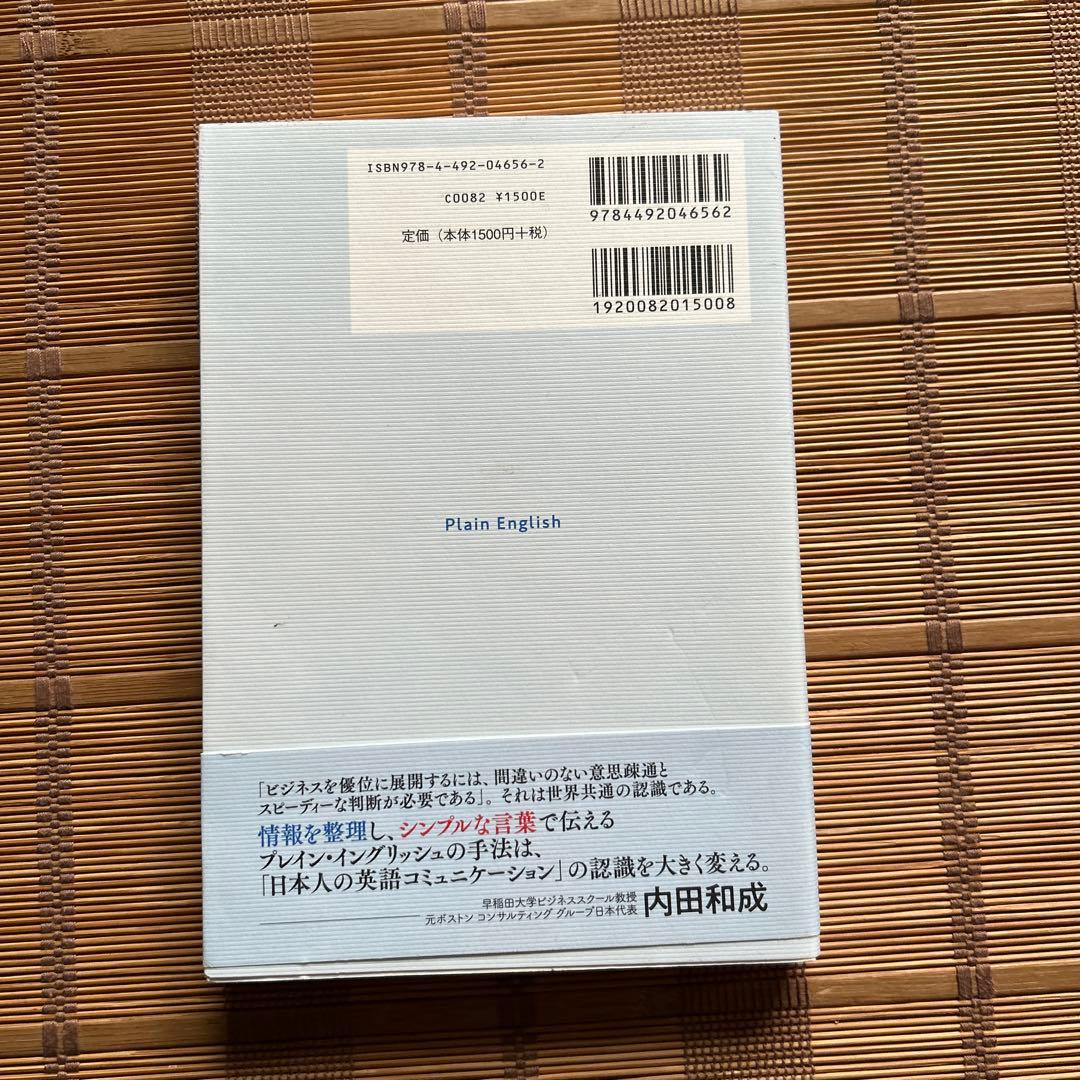 ISBN978-4-492-04656-2
C0082 ¥1500E
定価（本体1500円＋税）
9784492046562
1920082015008
Plain English
「ビジネスを優位に展開するには、間違いのない意思疎通と
スピーディーな判断が必要である」。それは世界共通の認識である。
情報を整理し、シンプルな言葉で伝える
プレイン・イングリッシュの手法は、
「日本人の英語コミュニケーション」の認識を大きく変える。
早稲田大学ビジネススクール教授
元ボストン コンサルティング グループ日本代表
内田和成